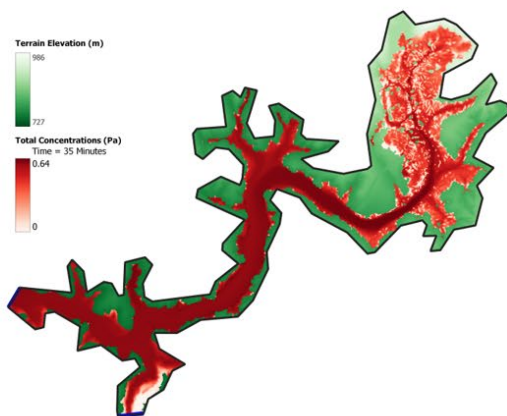 Terrain Elevation (m)
986
727
Total Concentrations (Pa)
Time = 35 Minutes
0.64
0